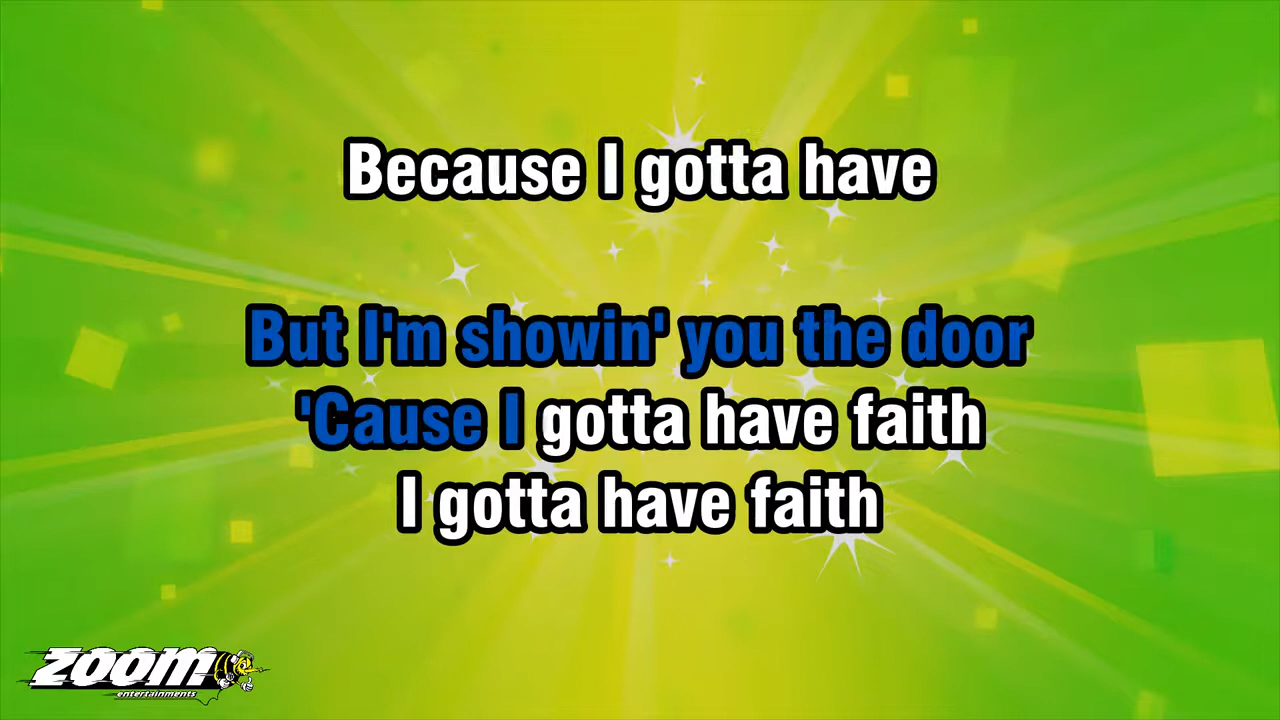 Because I gotta have
But I'm showin' you the door
'Cause I gotta have faith
I gotta have faith
zoom
entertainments